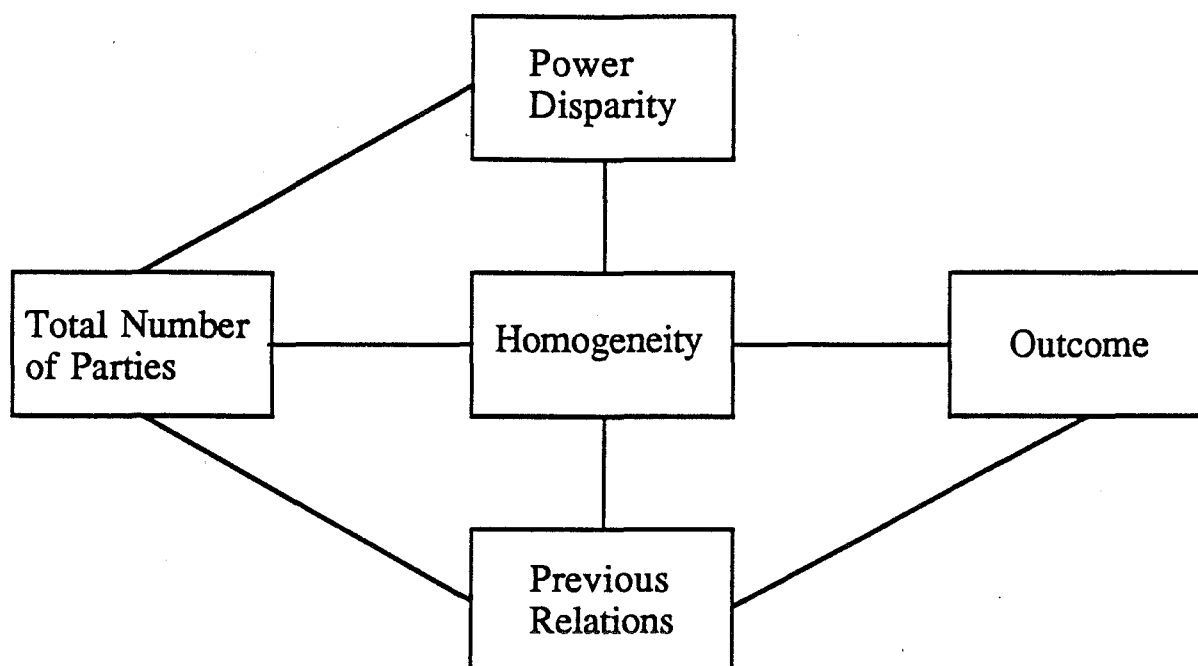 Power
Disparity
Total Number
of Parties
Homogeneity
Outcome
Previous
Relations